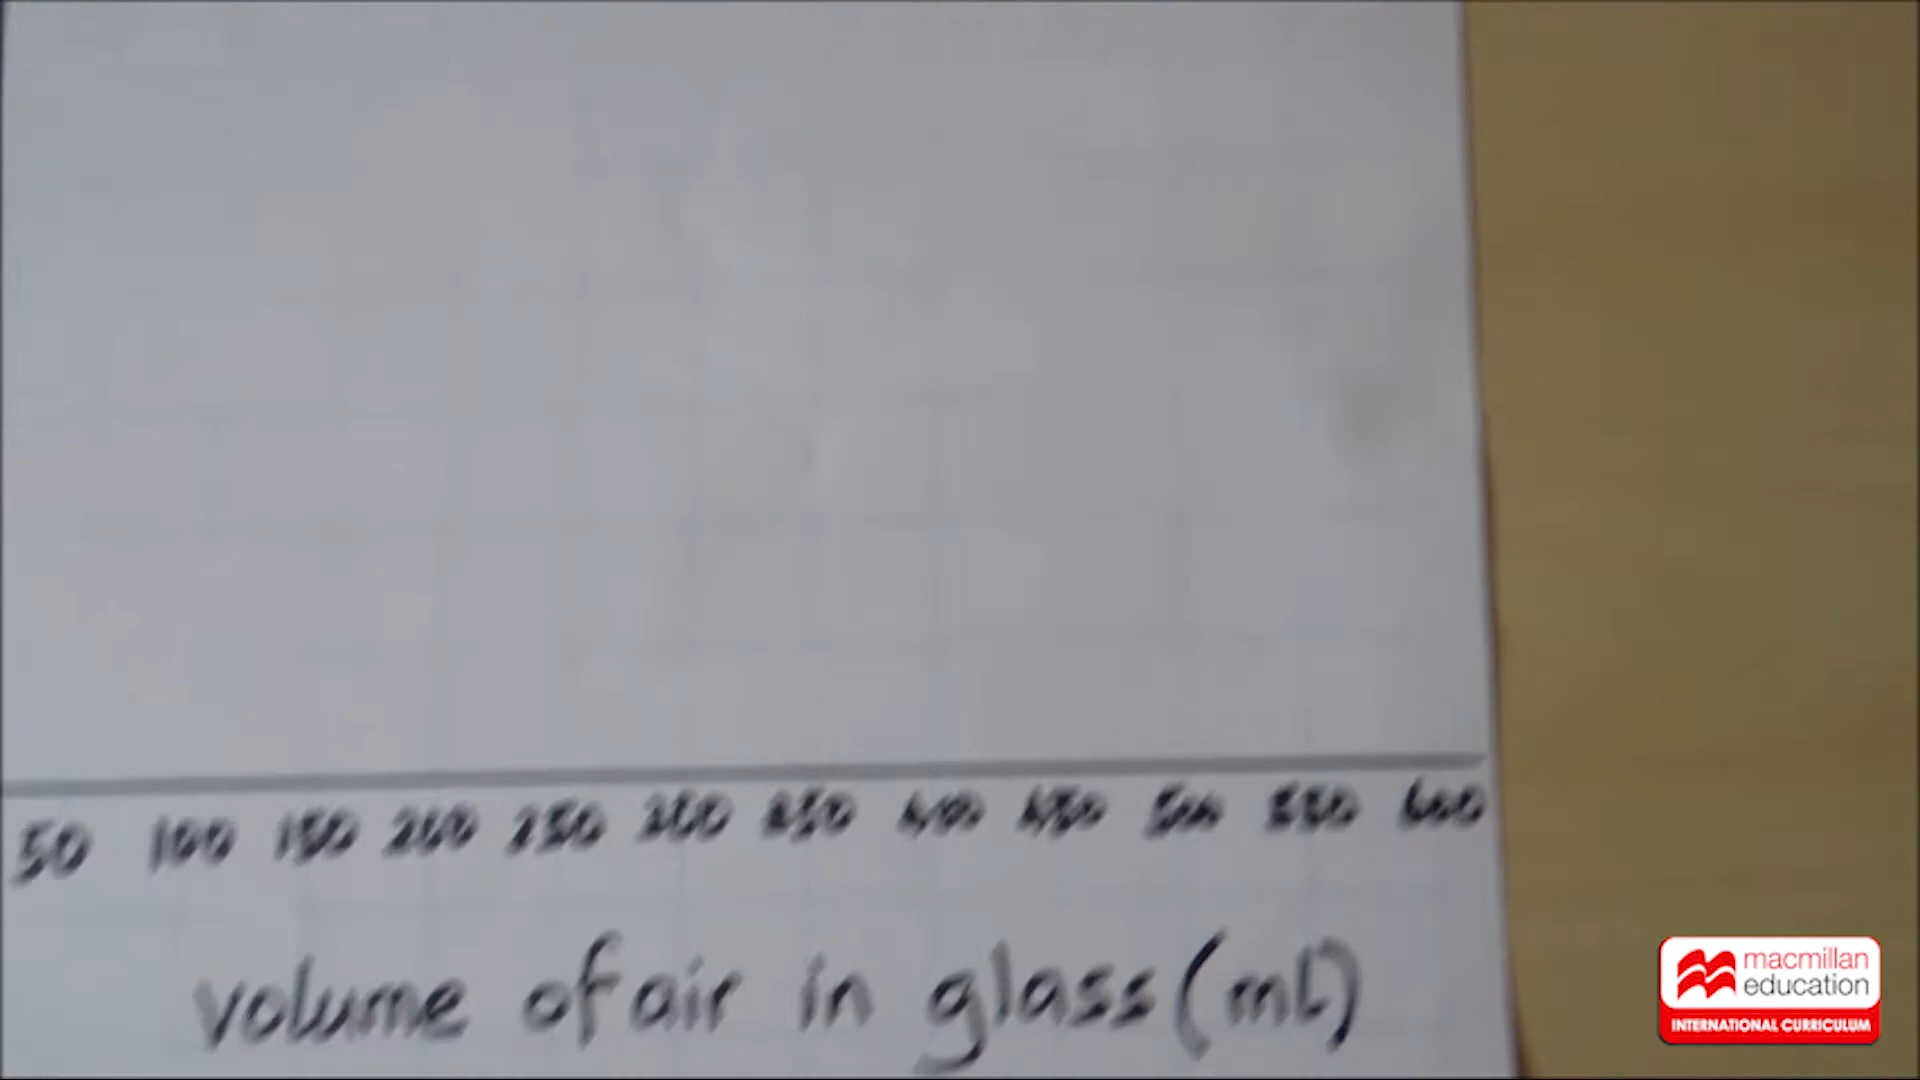 50 100 150 200 250 300 350 400 450 500 550 600
volume of air in glass (ml)
macmillan
education
INTERNATIONAL CURRICULUM